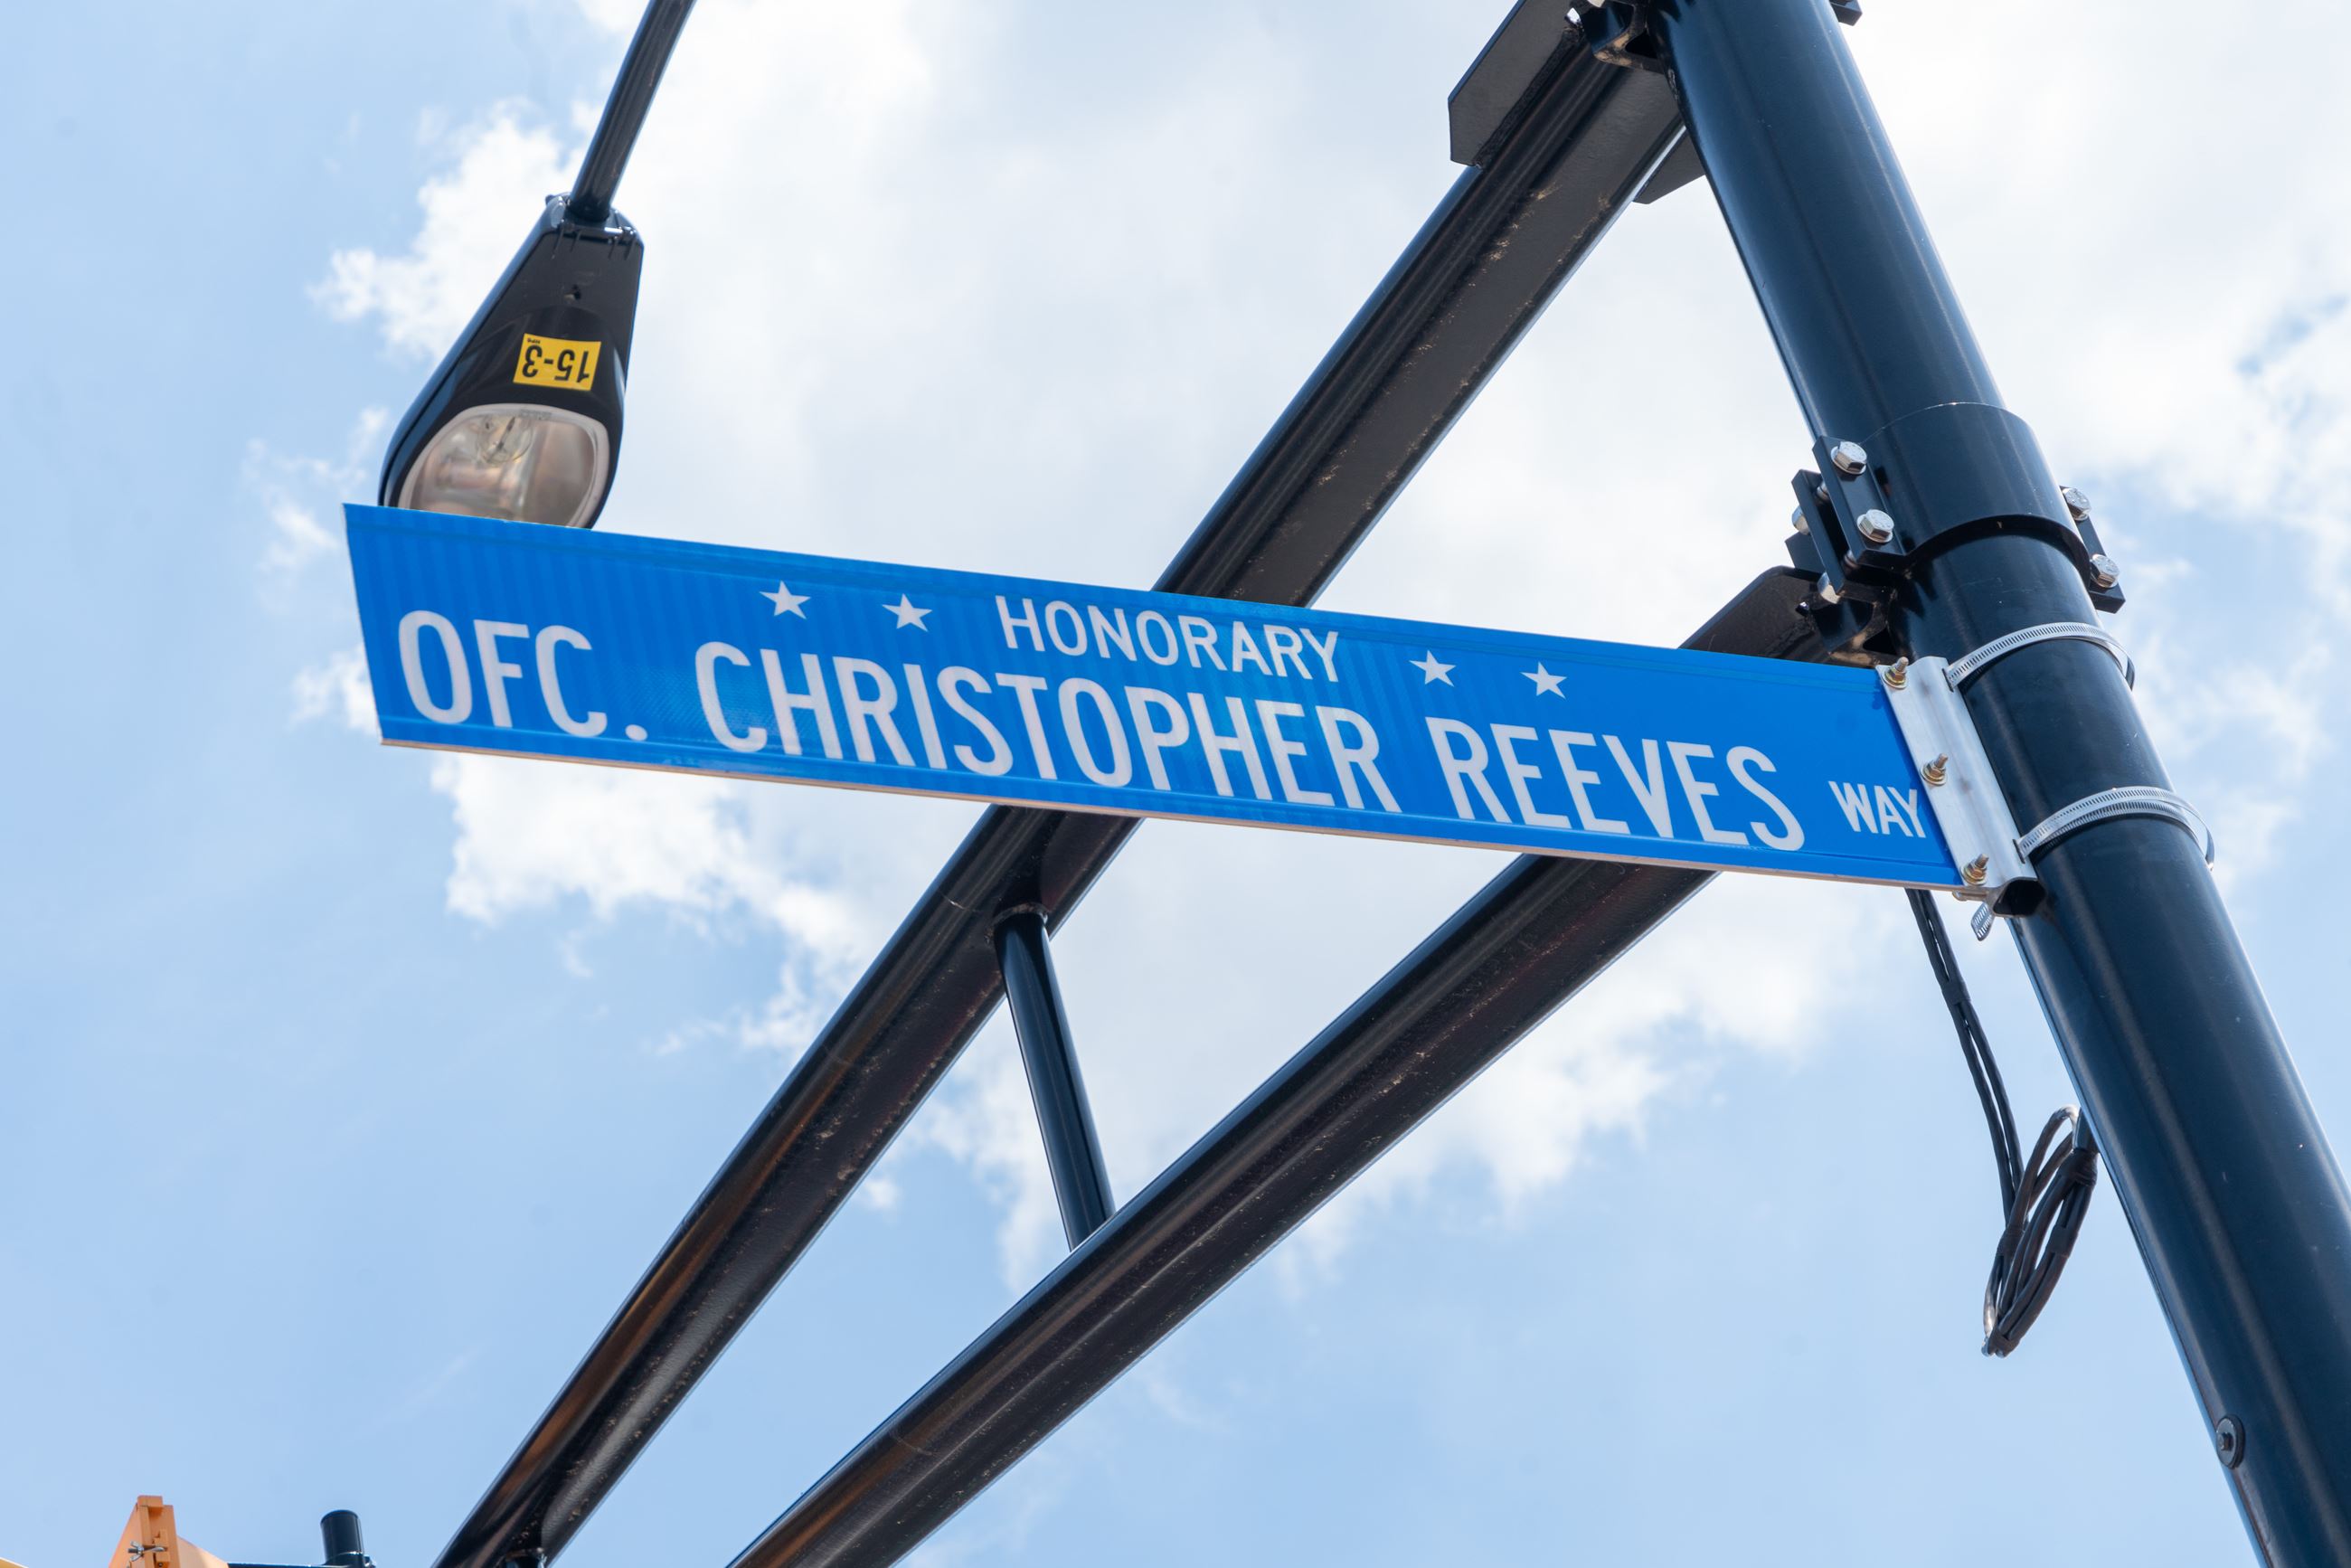 15-3
HONORARY
OFC. CHRISTOPHER REEVES WAY